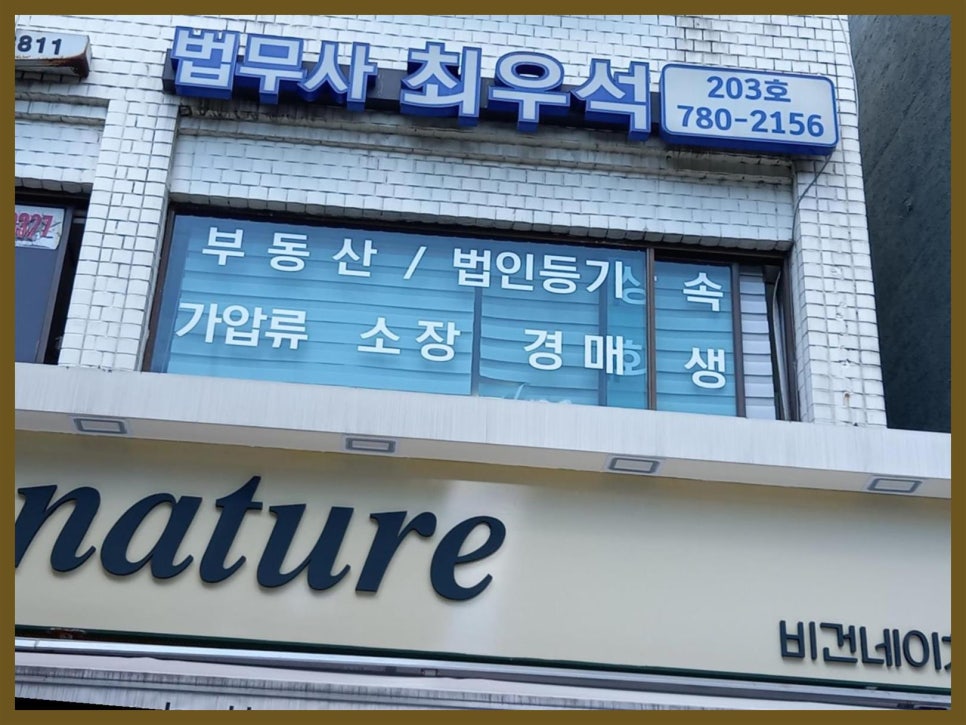 811
법무사 최우석
203호
780-2156
327
부동산 / 법인등기 상 속
가압류 소장 경매 회 생
nature
비건네이